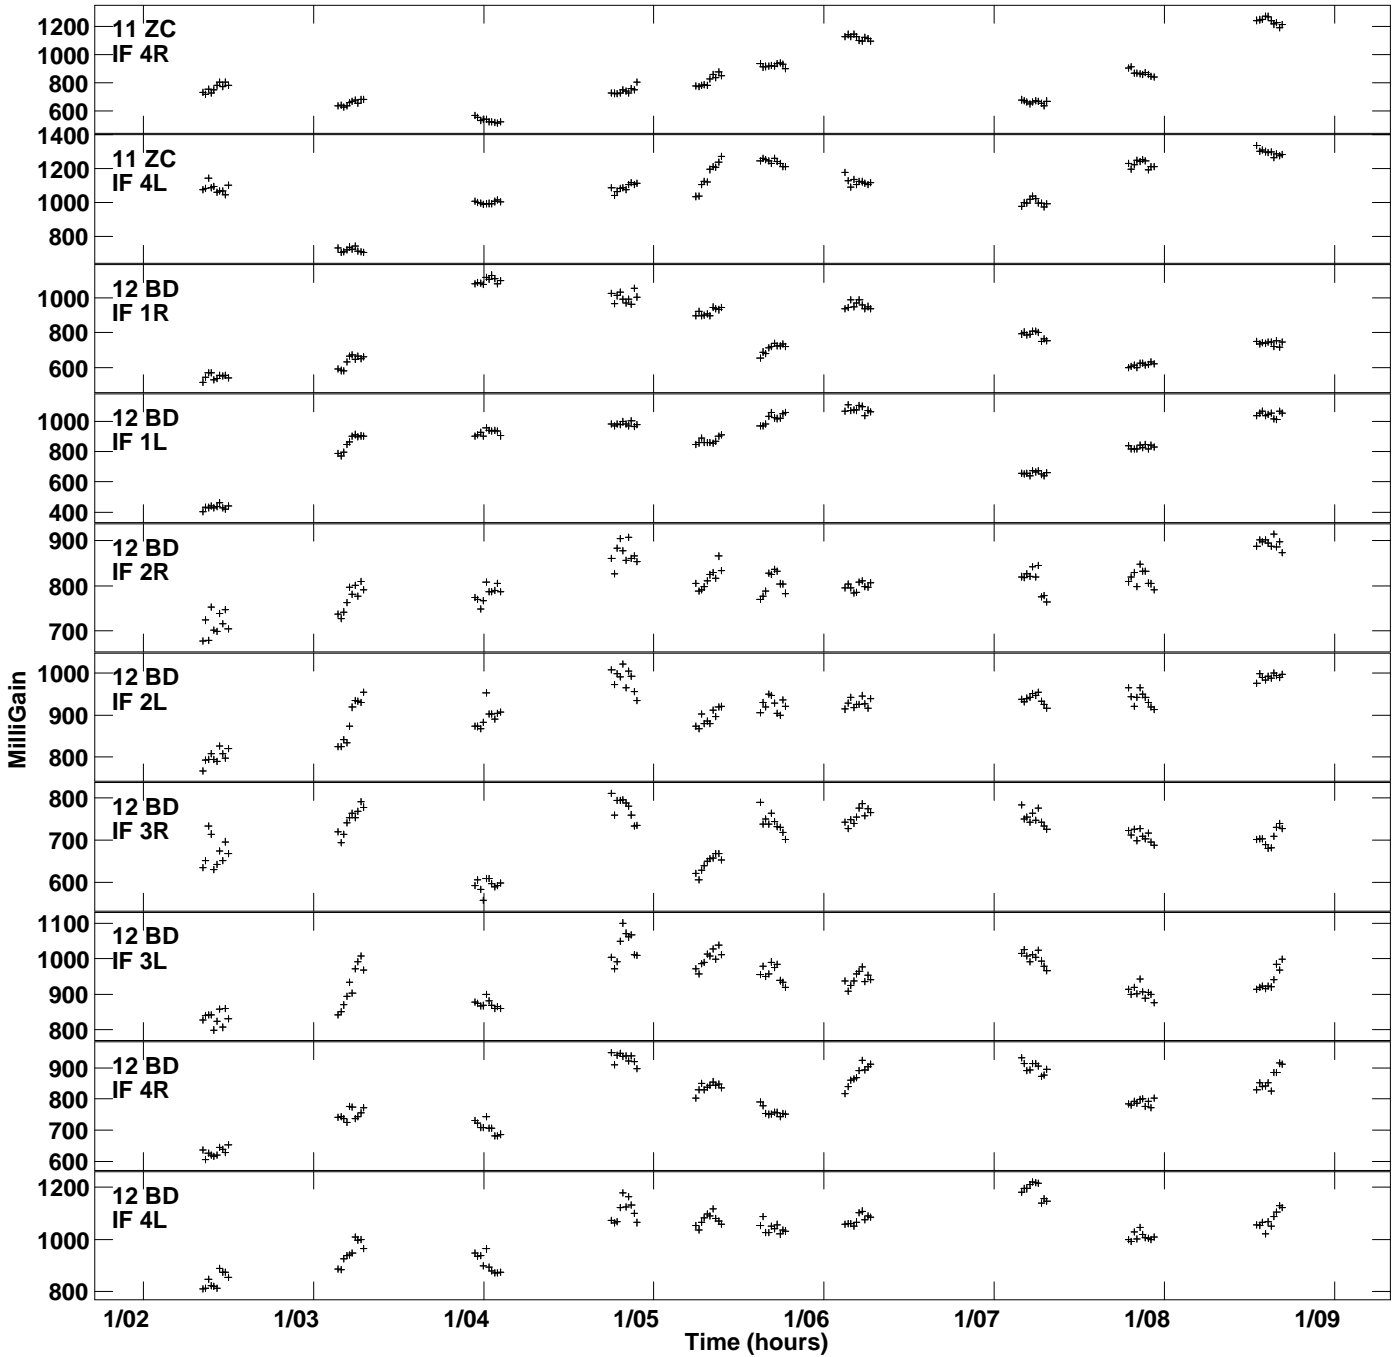 1200
1000
800
600
11 ZC
IF 4R
1400
1200
1000
800
11 ZC
IF 4L
1000
800
600
12 BD
IF 1R
1000
800
600
400
12 BD
IF 1L
900
800
700
12 BD
IF 2R
1000
900
800
12 BD
IF 2L
800
700
600
12 BD
IF 3R
1100
1000
900
800
12 BD
IF 3L
900
800
700
600
12 BD
IF 4R
1200
1000
800
12 BD
IF 4L
MilliGain
1/02 1/03 1/04 1/05 1/06 1/07 1/08 1/09
Time (hours)